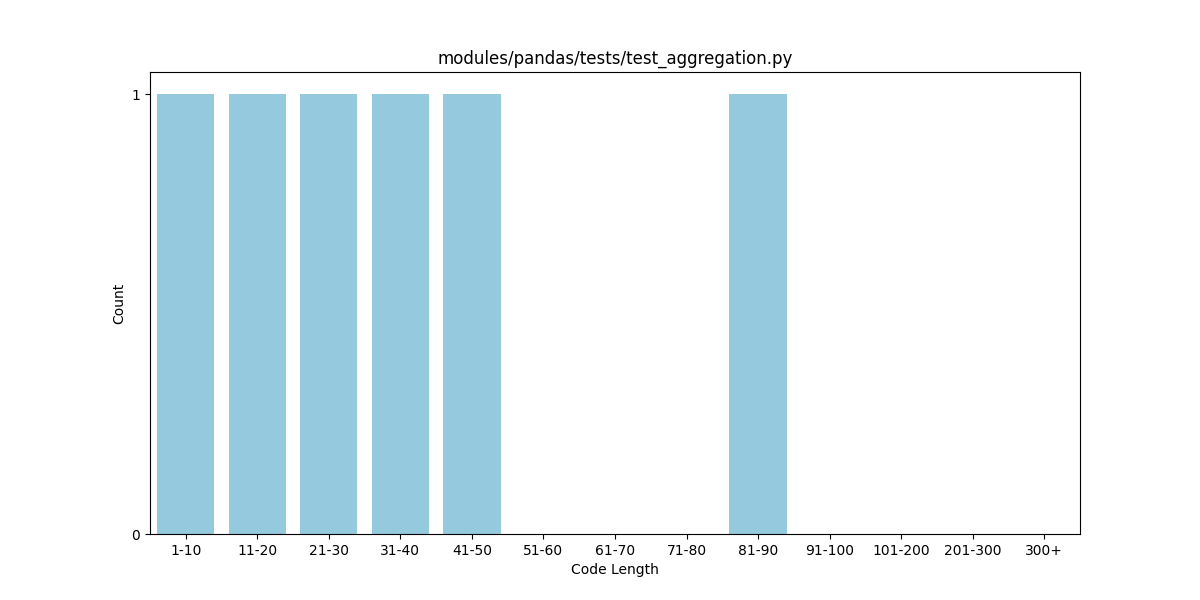 modules/pandas/tests/test_aggregation.py
1
Count
0
1-10 11-20 21-30 31-40 41-50 51-60 61-70 71-80 81-90 91-100 101-200 201-300 300+
Code Length